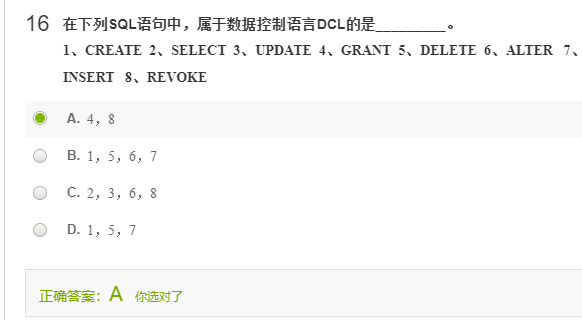 16 在下列SQL语句中，属于数据控制语言DCL的是_________。
1、CREATE 2、SELECT 3、UPDATE 4、GRANT 5、DELETE 6、ALTER 7、
INSERT 8、REVOKE
A. 4，8
B. 1，5，6，7
C. 2，3，6，8
D. 1，5，7
正确答案：A 你选对了